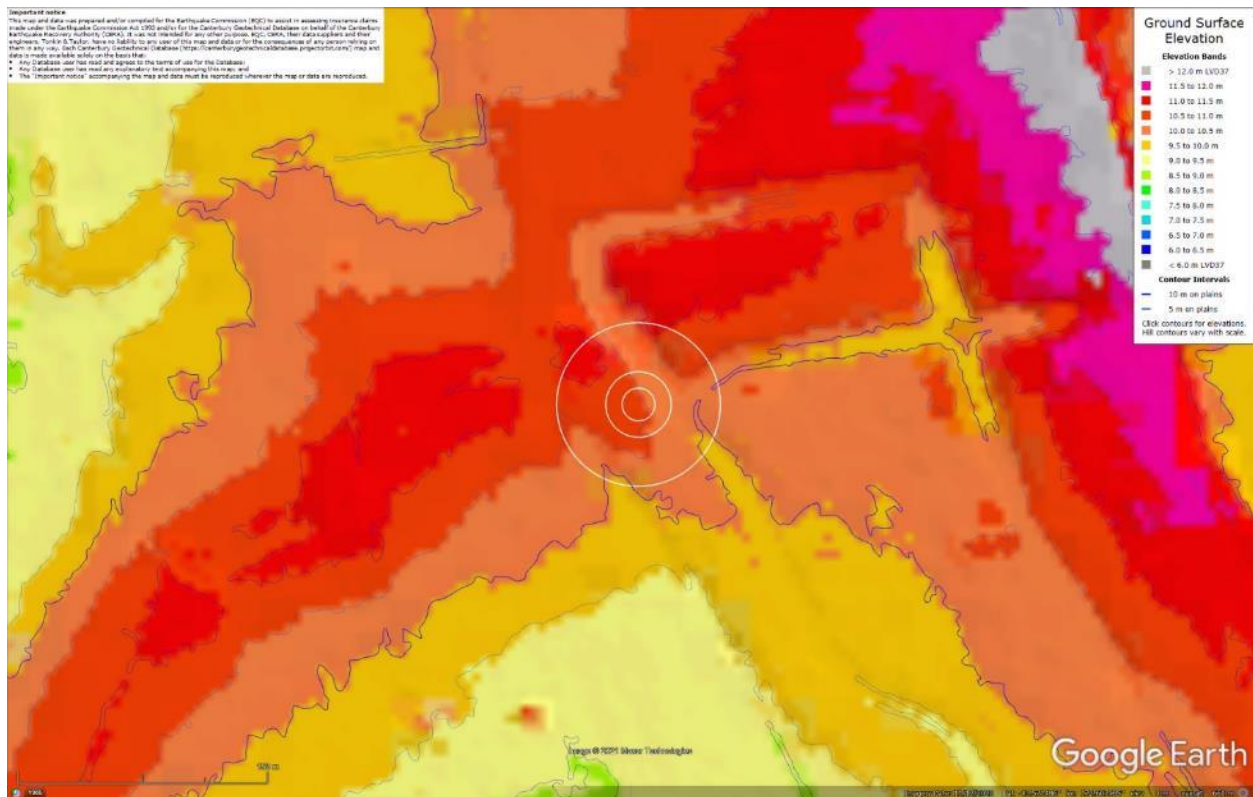 Important notice
This map and data was prepared and/or compiled for the Earthquake Commission (EQC) to assist in assessing insurance claims
made under the Earthquake Commission Act 1993 and/or for the Canterbury Geotechnical Database on behalf of the Canterbury
Earthquake Recovery Authority (CERA). It was not intended for any other purpose. EQC, CERA, their data suppliers and their
engineers, Tonkin & Taylor, have no liability to any user of this map and data or for the consequences of any person relying on
them in any way. Each Canterbury Geotechnical Database (https://canterburygeotechnicaldatabase.projectorbit.com/) map and
data is made available solely on the basis that:
• Any Database user has read and agrees to the terms of use for the Database;
• Any Database user has read any explanatory text accompanying this map; and
• The "Important notice" accompanying the map and data must be reproduced wherever the map or data are reproduced.
Ground Surface
Elevation
Elevation Bands
> 12.0 m LVD37
11.5 to 12.0 m
11.0 to 11.5 m
10.5 to 11.0 m
10.0 to 10.5 m
9.5 to 10.0 m
9.0 to 9.5 m
8.5 to 9.0 m
8.0 to 8.5 m
7.5 to 8.0 m
7.0 to 7.5 m
6.5 to 7.0 m
6.0 to 6.5 m
< 6.0 m LVD37
Contour Intervals
10 m on plains
5 m on plains
Click contours for elevations.
Hill contours vary with scale.
Image © 2021 Maxar Technologies
Google Earth